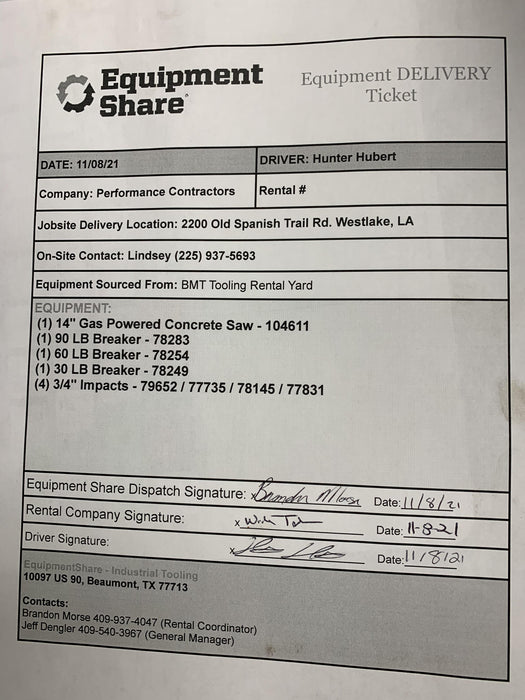 Equipment
Share
Equipment DELIVERY
Ticket
DATE: 11/08/21
DRIVER: Hunter Hubert
Company: Performance Contractors
Rental #
Jobsite Delivery Location: 2200 Old Spanish Trail Rd. Westlake, LA
On-Site Contact: Lindsey (225) 937-5693
Equipment Sourced From: BMT Tooling Rental Yard
EQUIPMENT:
(1) 14" Gas Powered Concrete Saw - 104611
(1) 90 LB Breaker - 78283
(1) 60 LB Breaker - 78254
(1) 30 LB Breaker - 78249
(4) 3/4" Impacts - 79652 / 77735 / 78145 / 77831
Equipment Share Dispatch Signature: x Brandon Morse Date: 11/8/21
Rental Company Signature: x Date: 11-8-21
Driver Signature: x Date: 11/8/21
EquipmentShare - Industrial Tooling
10097 US 90, Beaumont, TX 77713
Contacts:
Brandon Morse 409-937-4047 (Rental Coordinator)
Jeff Dengler 409-540-3967 (General Manager)